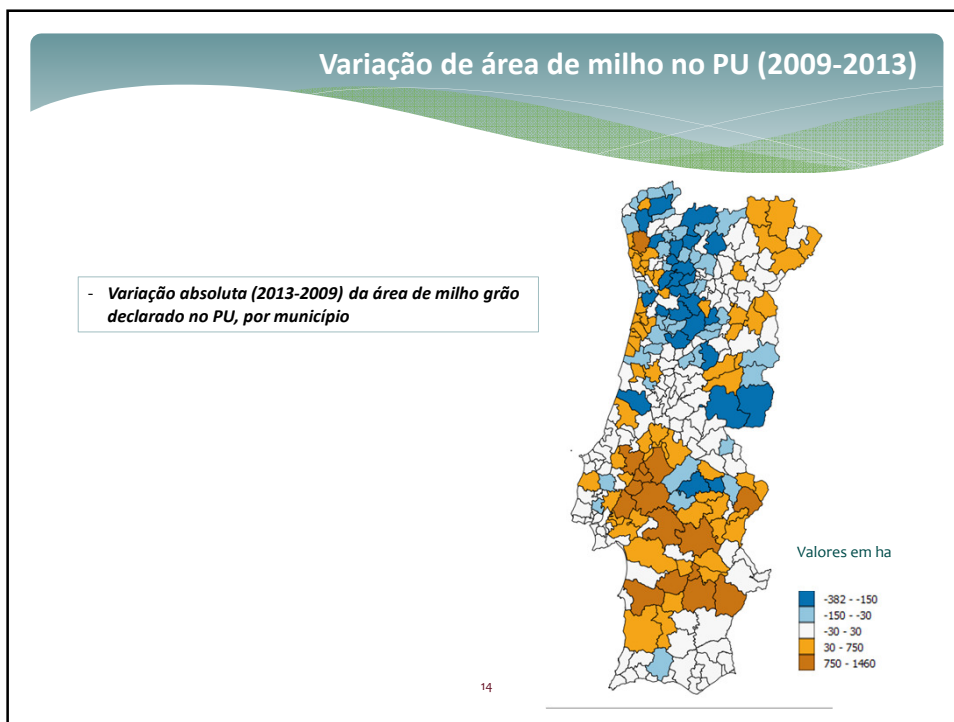 Variação de área de milho no PU (2009-2013)
- Variação absoluta (2013-2009) da área de milho grão
declarado no PU, por município
Valores em ha
-382 - -150
-150 - -30
-30 - 30
30 - 750
750 - 1460
14